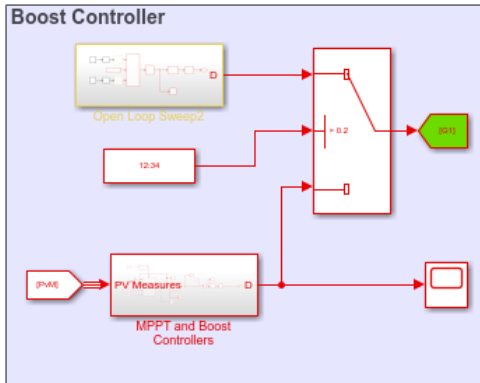 Boost Controller
D
Open Loop Sweep2
> 0.2
[G1]
12:34
[PvM]
PV Measures
D
MPPT and Boost
Controllers